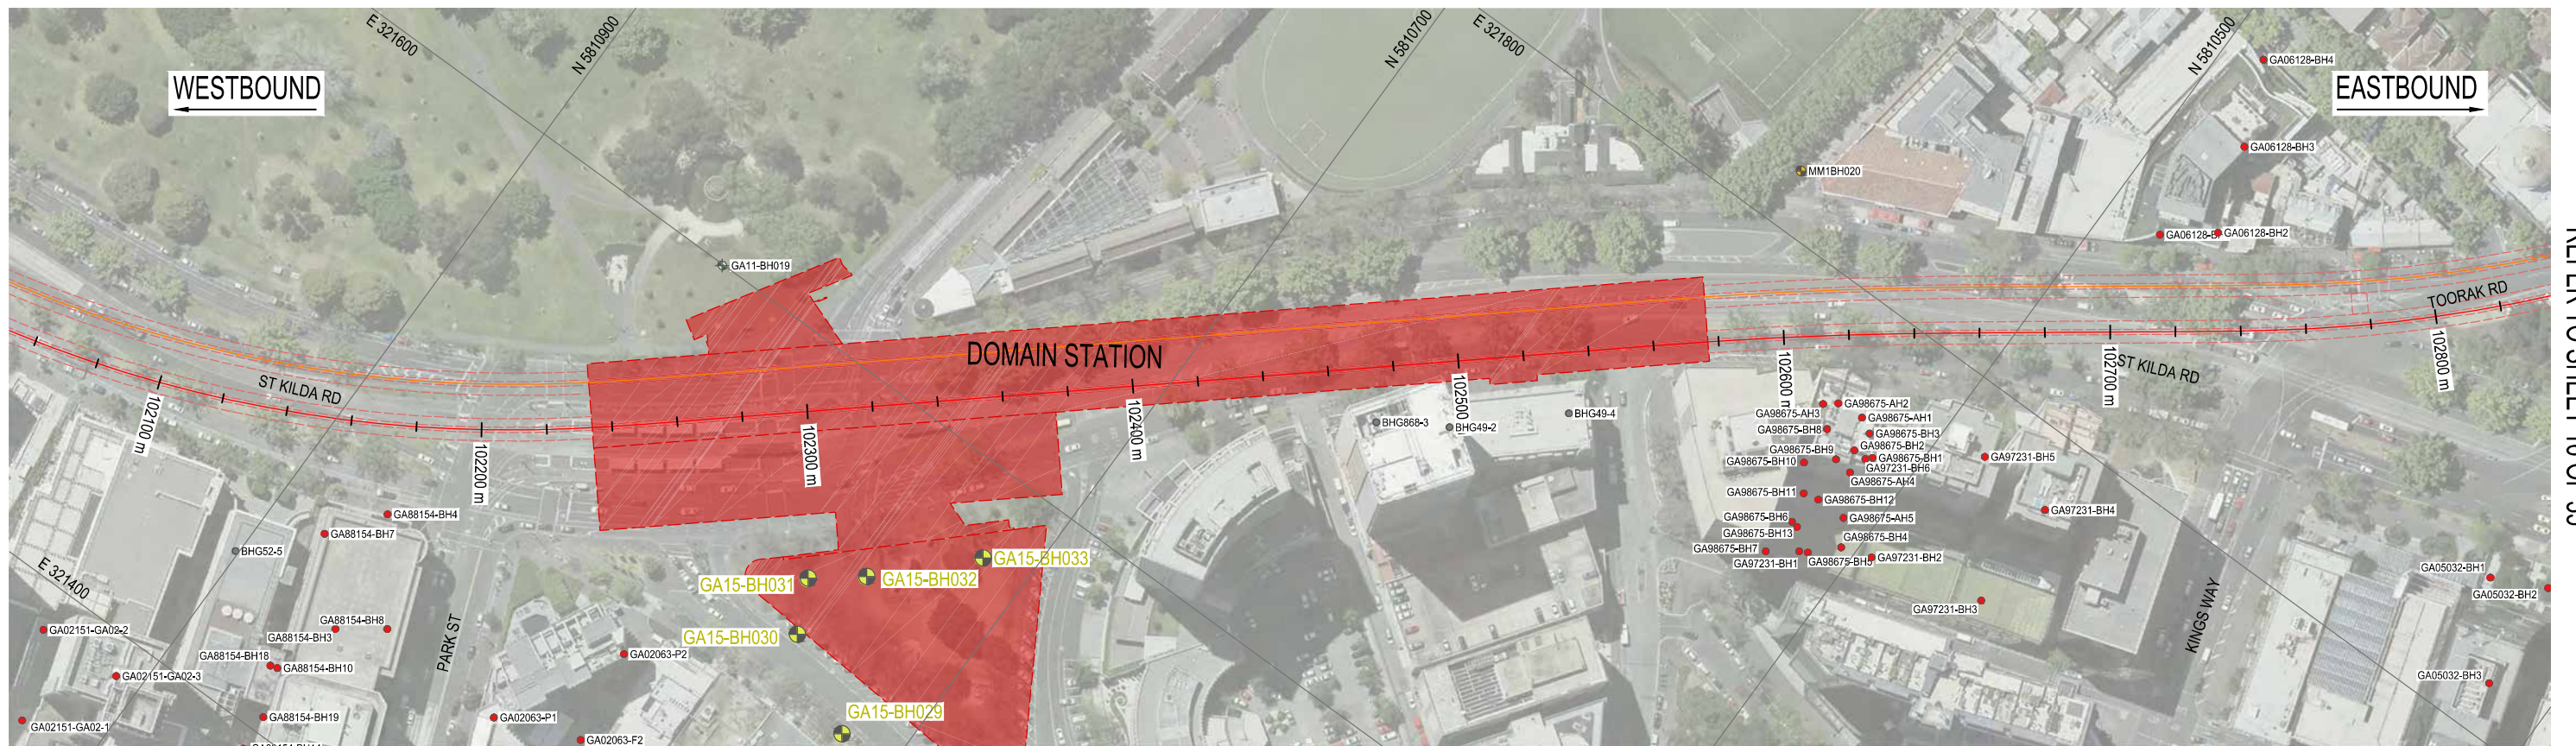 E 321600
N 5810900
N 5810700
E 321800
N 5810500
GA06128-BH4
WESTBOUND
EASTBOUND
GA06128-BH3
MM1BH020
GA06128-BH2
GA11-BH019
TOORAK RD
DOMAIN STATION
ST KILDA RD
ST KILDA RD
102100 m
102200 m
102300 m
102400 m
102500
102600 m
102700 m
102800 m
BHG868-3
BHG49-2
BHG49-4
GA98675-AH3
GA98675-AH2
GA98675-AH1
GA98675-BH8
GA98675-BH3
GA98675-BH9
GA98675-BH2
GA98675-BH10
GA98675-BH1
GA97231-BH6
GA98675-AH4
GA97231-BH5
GA98675-BH11
GA98675-BH12
GA98675-BH6
GA98675-AH5
GA98675-BH13
GA97231-BH4
GA98675-BH4
GA98675-BH7
GA97231-BH1
GA98675-BH5
GA97231-BH2
GA97231-BH3
GA88154-BH4
GA88154-BH7
BHG52-5
E 321400
GA15-BH033
GA15-BH031
GA15-BH032
GA15-BH030
GA15-BH029
GA05032-BH1
GA05032-BH2
GA05032-BH3
KINGS WAY
PARK ST
GA02151-GA02-2
GA88154-BH3
GA88154-BH8
GA88154-BH18
GA88154-BH10
GA02151-GA02-3
GA02063-P2
GA02151-GA02-1
GA88154-BH19
GA02063-P1
GA02063-F2